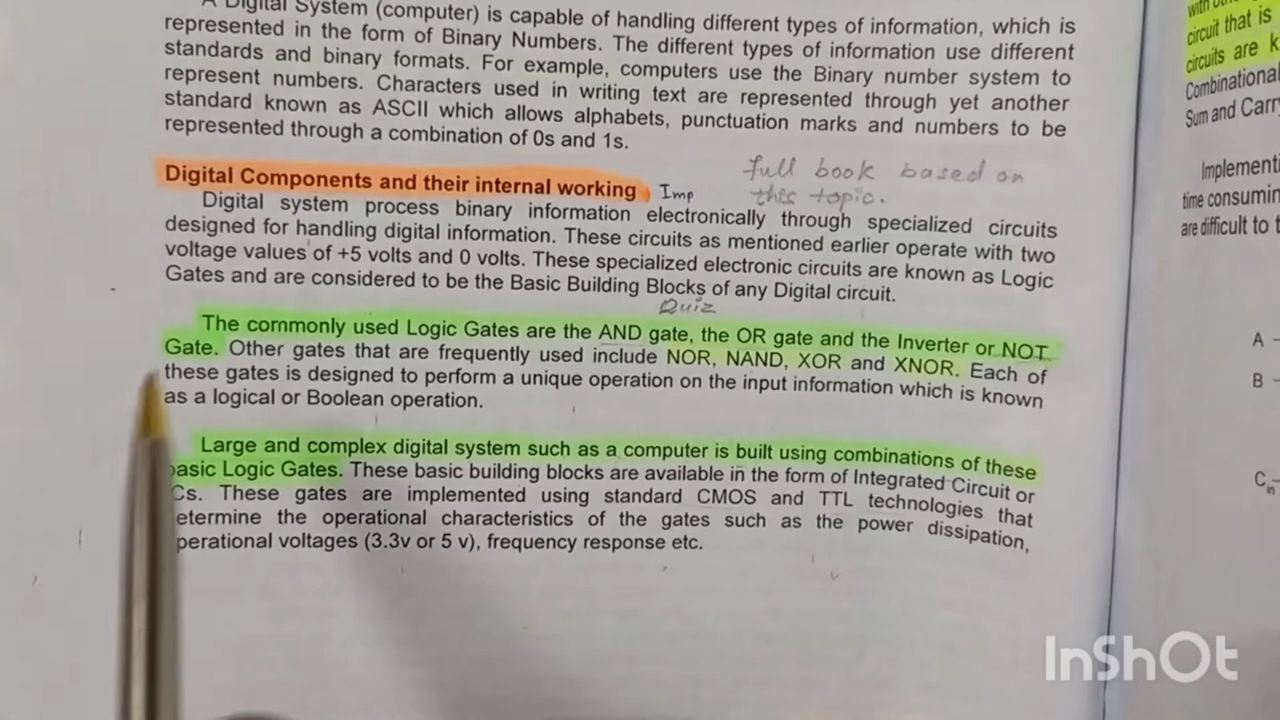 A Digital System (computer) is capable of handling different types of information, which is
represented in the form of Binary Numbers. The different types of information use different
standards and binary formats. For example, computers use the Binary number system to
represent numbers. Characters used in writing text are represented through yet another
standard known as ASCII which allows alphabets, punctuation marks and numbers to be
represented through a combination of 0s and 1s.
full book based on
Digital Components and their internal working Imp this topic.
Digital system process binary information electronically through specialized circuits
designed for handling digital information. These circuits as mentioned earlier operate with two
voltage values of +5 volts and 0 volts. These specialized electronic circuits are known as Logic
Gates and are considered to be the Basic Building Blocks of any Digital circuit.
Quiz
The commonly used Logic Gates are the AND gate, the OR gate and the Inverter or NOT
Gate. Other gates that are frequently used include NOR, NAND, XOR and XNOR. Each of
these gates is designed to perform a unique operation on the input information which is known
as a logical or Boolean operation.
Large and complex digital system such as a computer is built using combinations of these
basic Logic Gates. These basic building blocks are available in the form of Integrated Circuit or
Cs. These gates are implemented using standard CMOS and TTL technologies that
etermine the operational characteristics of the gates such as the power dissipation,
perational voltages (3.3v or 5 v), frequency response etc.
circuit that is
circuits are k
Combinational
Sum and Carry
Implementi
time consumin
are difficult to
A
B
Cin
InShOt